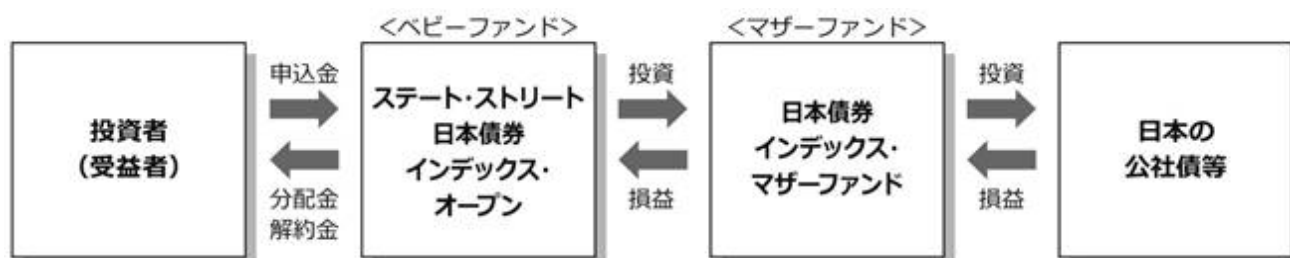 <ベビーファンド>
<マザーファンド>
投資者
(受益者)
申込金
分配金
解約金
ステート・ストリート
日本債券
インデックス・
オープン
投資
損益
日本債券
インデックス・
マザーファンド
投資
損益
日本の
公社債等